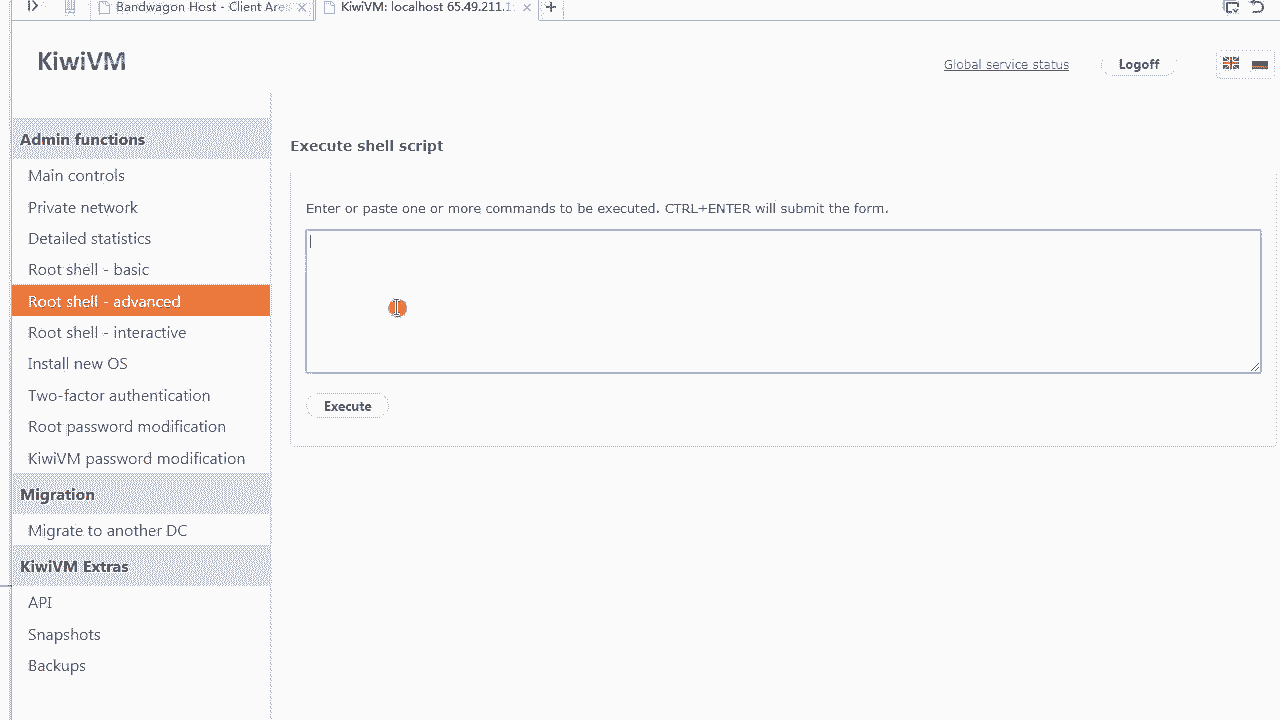 Bandwagon Host - Client Are
KiwiVM: localhost 65.49.211.1
KiwiVM
Global service status
Logoff
Admin functions
Main controls
Private network
Detailed statistics
Root shell - basic
Root shell - advanced
Root shell - interactive
Install new OS
Two-factor authentication
Root password modification
KiwiVM password modification
Migration
Migrate to another DC
KiwiVM Extras
API
Snapshots
Backups
Execute shell script
Enter or paste one or more commands to be executed. CTRL+ENTER will submit the form.
Execute